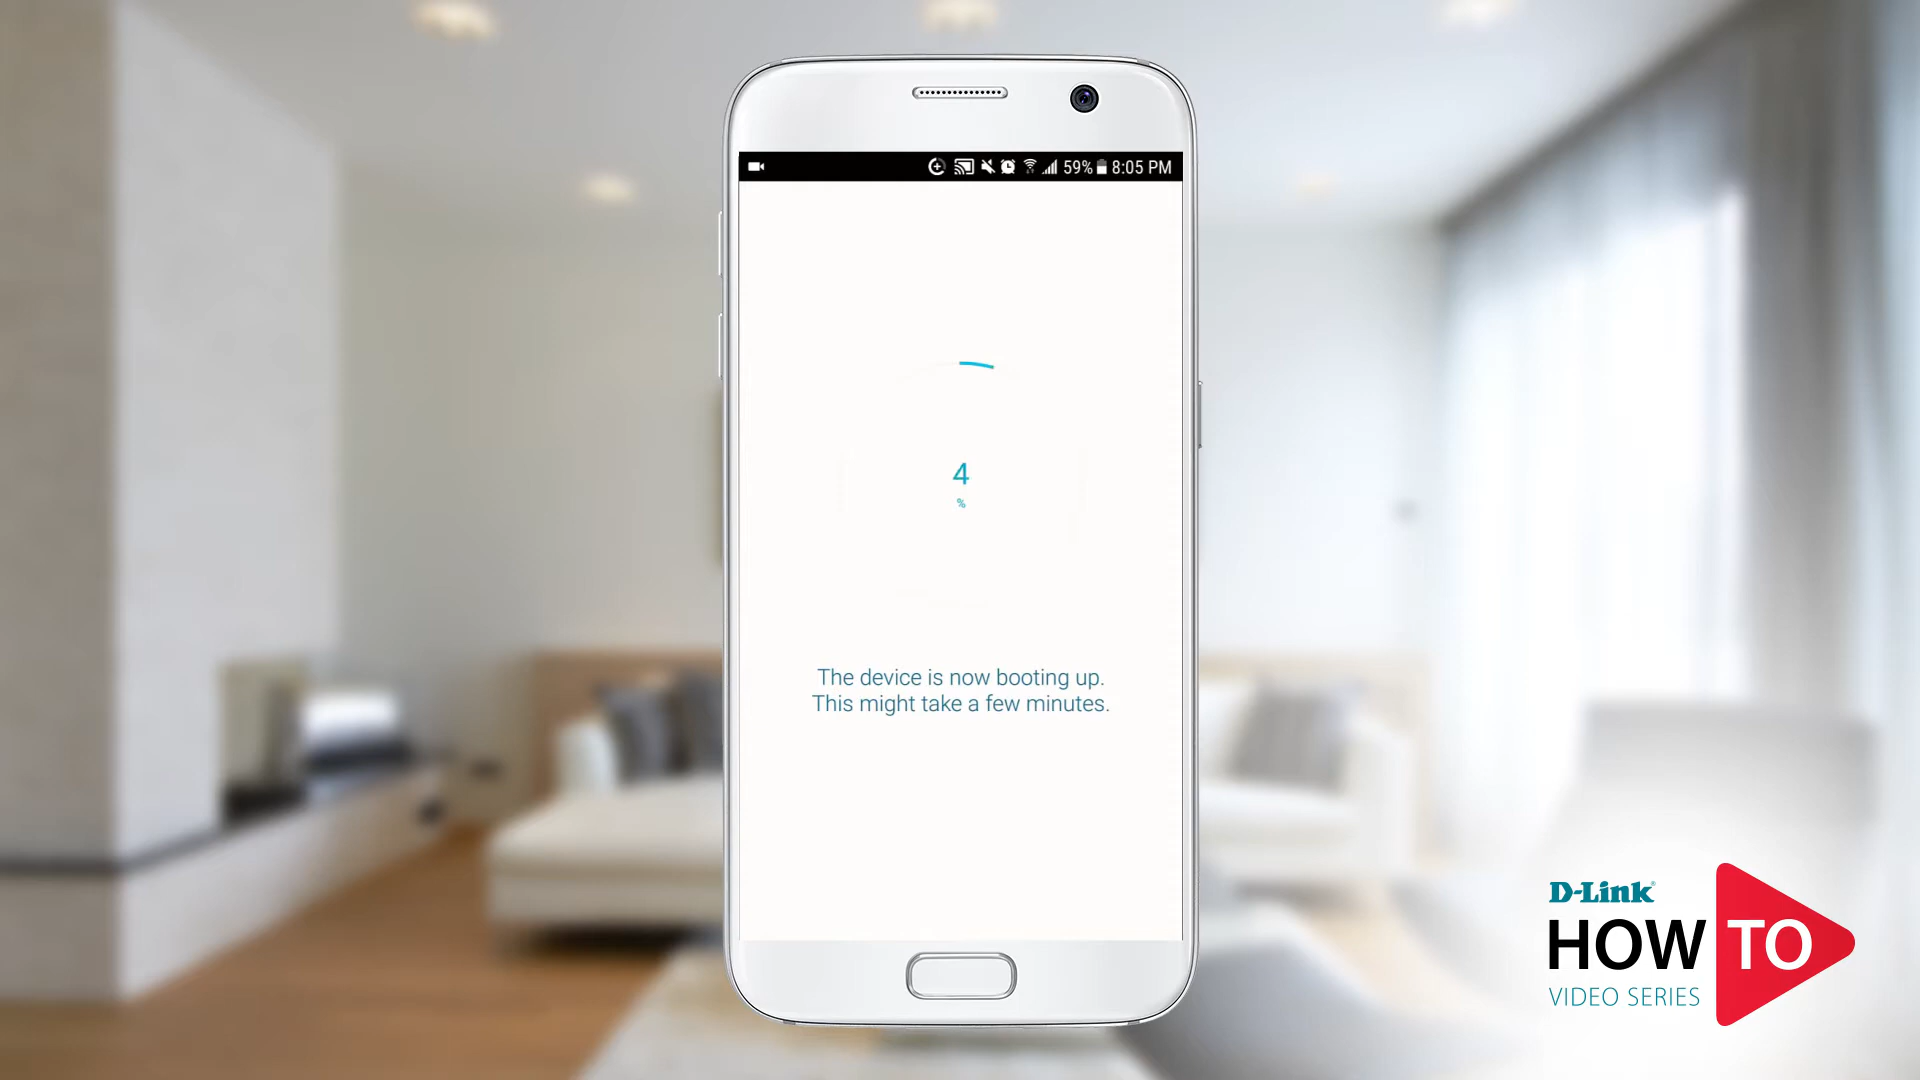 59% 8:05 PM
4
%
The device is now booting up.
This might take a few minutes.
D-Link®
HOW TO
VIDEO SERIES